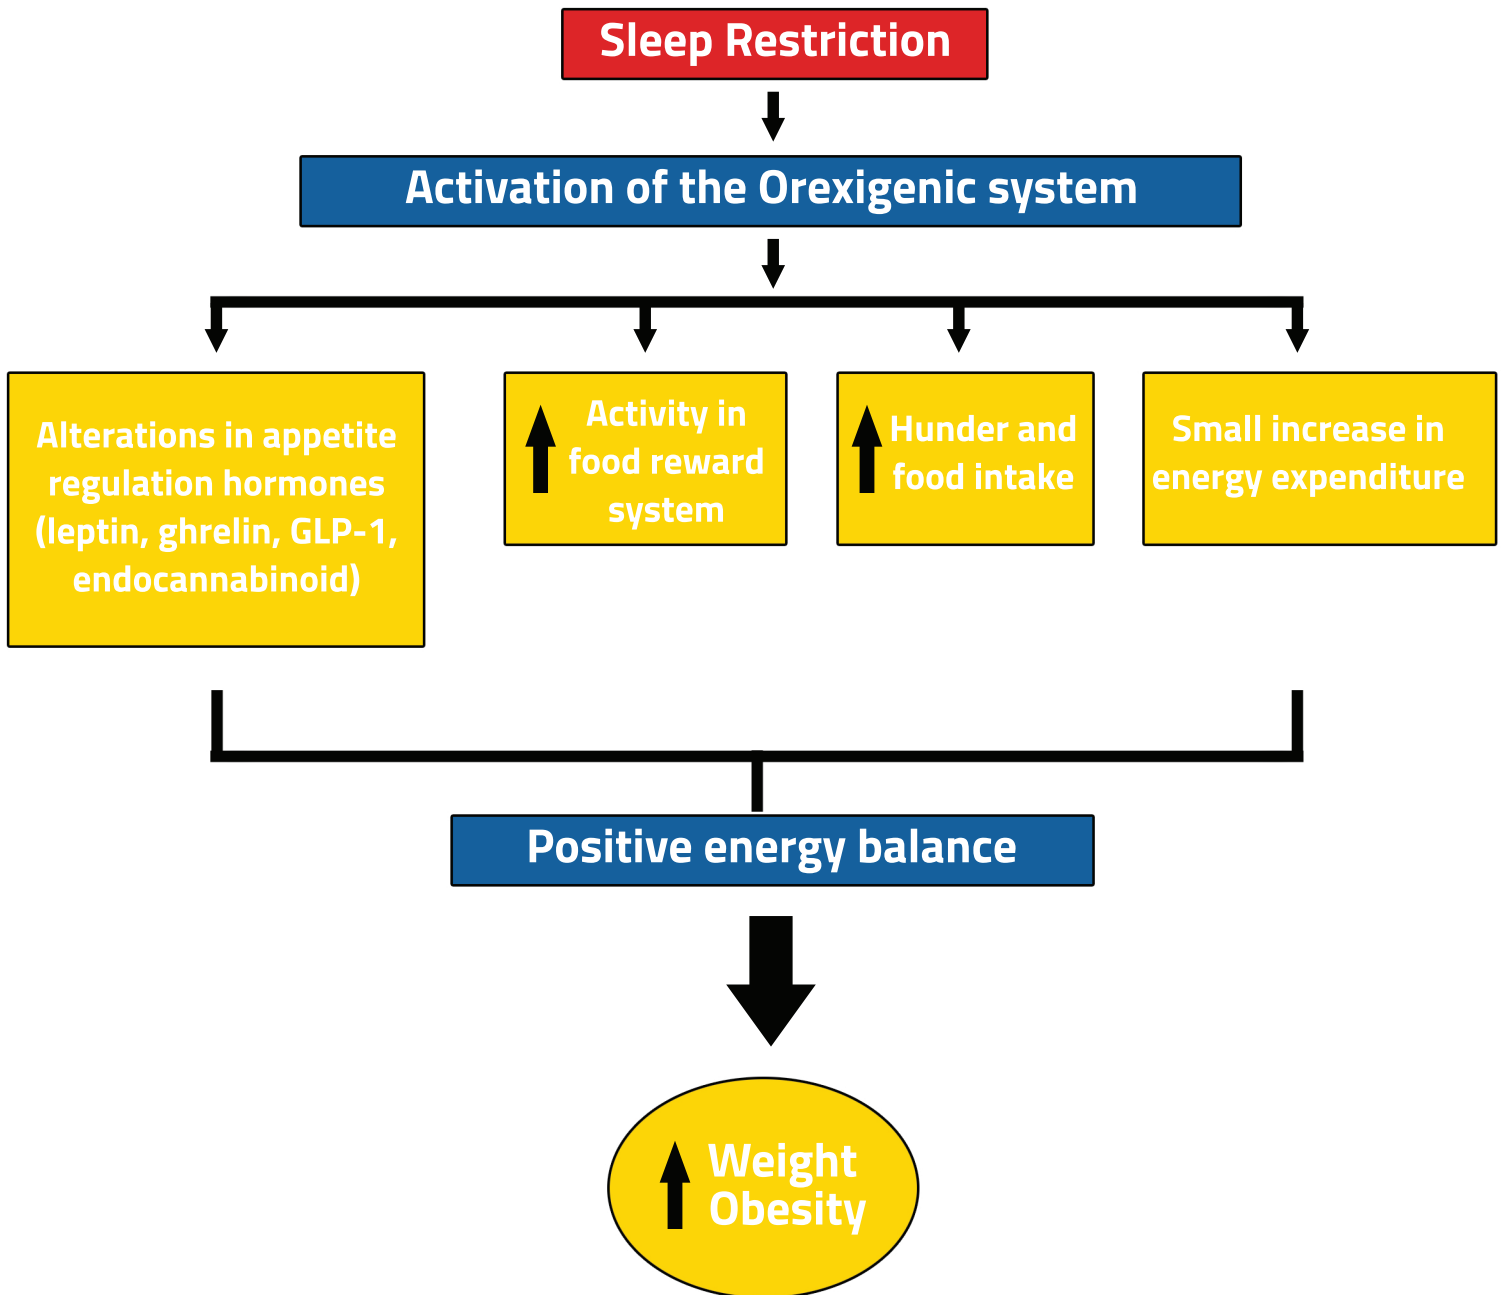 Sleep Restriction
Activation of the Orexigenic system
Alterations in appetite
regulation hormones
(leptin, ghrelin, GLP-1,
endocannabinoid)
Activity in
food reward
system
Hunder and
food intake
Small increase in
energy expenditure
Positive energy balance
Weight
Obesity